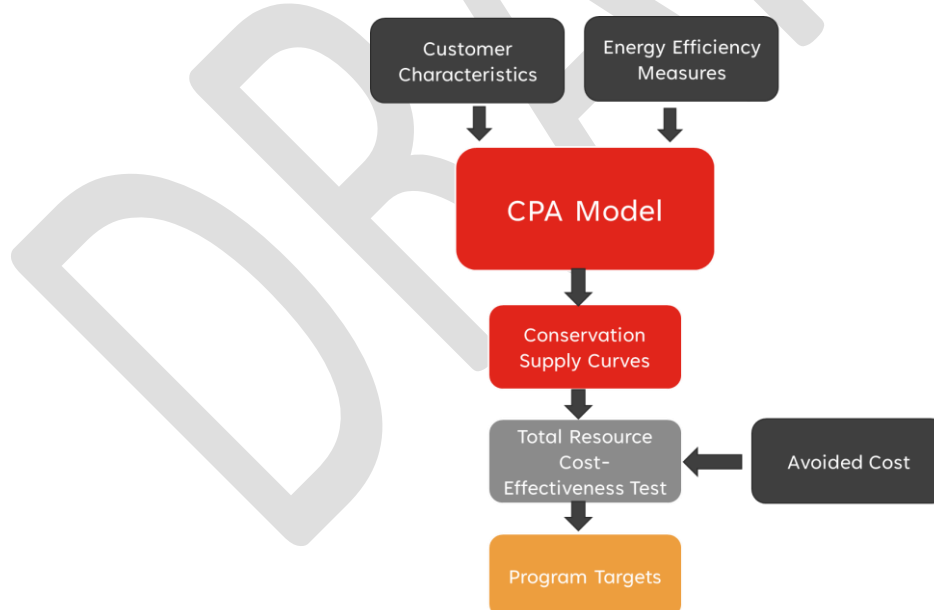 Customer
Characteristics
Energy Efficiency
Measures
CPA Model
Conservation
Supply Curves
Total Resource
Cost-
Effectiveness Test
Avoided Cost
Program Targets
DRA